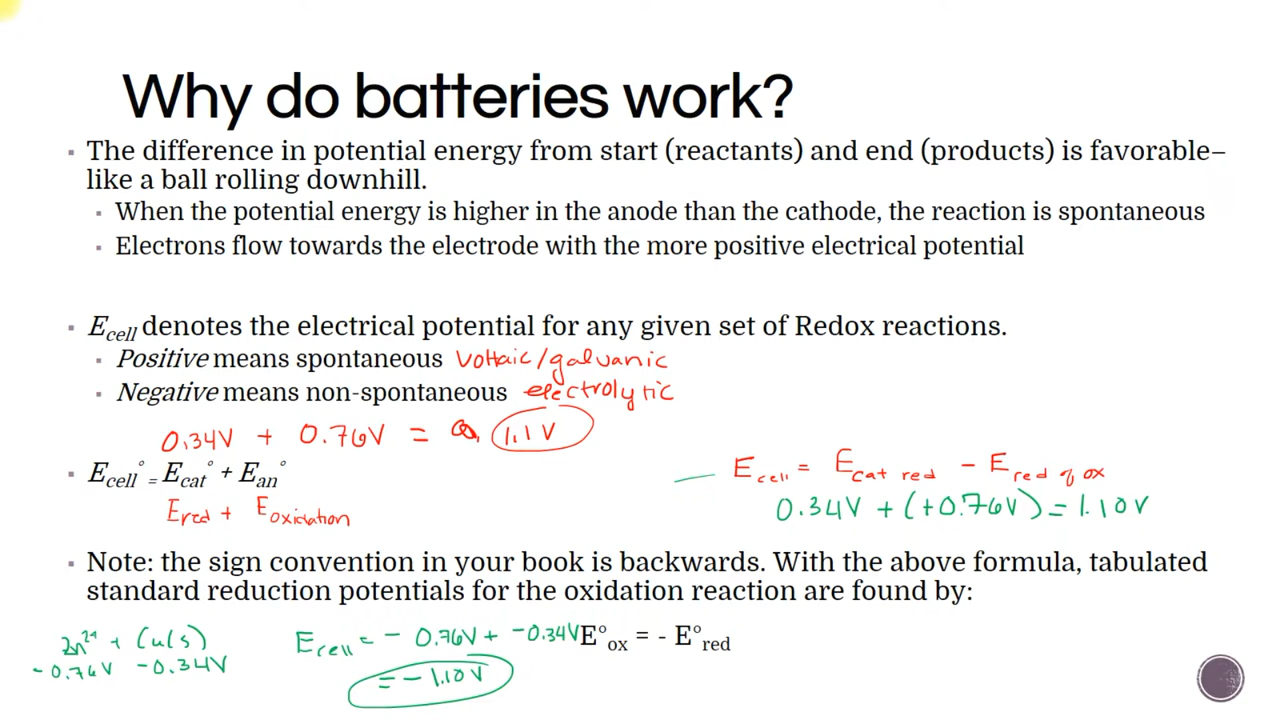 Why do batteries work?
▪ The difference in potential energy from start (reactants) and end (products) is favorable–
like a ball rolling downhill.
▪ When the potential energy is higher in the anode than the cathode, the reaction is spontaneous
▪ Electrons flow towards the electrode with the more positive electrical potential
▪ Ecell denotes the electrical potential for any given set of Redox reactions.
▪ Positive means spontaneous voltaic/galvanic
▪ Negative means non-spontaneous electrolytic
0.34V + 0.76V = 1.1V
▪ Ecell° = Ecat° + Ean°
Ered + Eoxidation
Ecell = Ecat red - Ered of ox
0.34V + (+0.76V) = 1.10V
▪ Note: the sign convention in your book is backwards. With the above formula, tabulated
standard reduction potentials for the oxidation reaction are found by:
Zn2+ + Cu(s)
-0.76V -0.34V
Ecell = -0.76V + -0.34V
= -1.10V
E°ox = - E°red